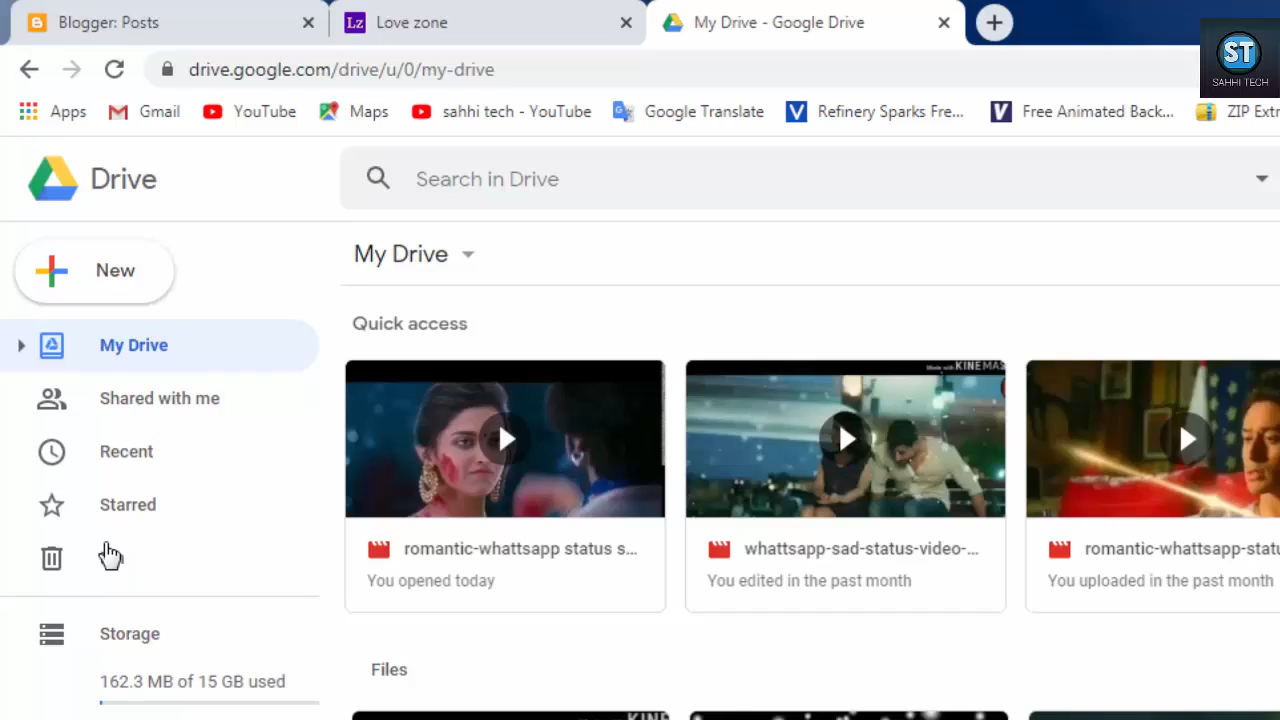 Blogger: Posts
Lz Love zone
My Drive - Google Drive
ST
SAHHI TECH
drive.google.com/drive/u/0/my-drive
Apps
Gmail
YouTube
Maps
sahhi tech - YouTube
Google Translate
Refinery Sparks Fre...
Free Animated Back...
ZIP Extr
Drive
Search in Drive
New
My Drive
Quick access
My Drive
Shared with me
Recent
Starred
Made with KINEMAS
romantic-whattsapp status s...
You opened today
whattsapp-sad-status-video-...
You edited in the past month
romantic-whattsapp-statu
You uploaded in the past month
Storage
162.3 MB of 15 GB used
Files